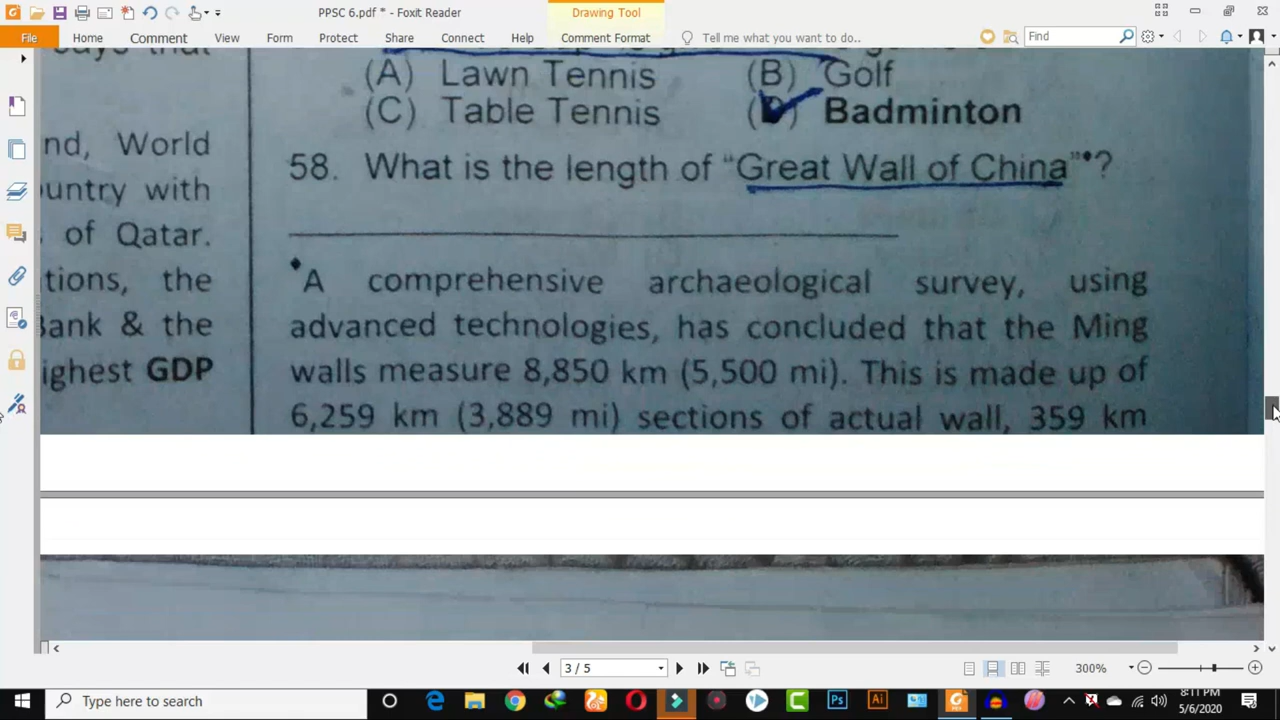 PPSC 6.pdf * - Foxit Reader
Drawing Tool
File Home Comment View Form Protect Share Connect Help Comment Format Tell me what you want to do.. Find
(A) Lawn Tennis (B) Golf
(C) Table Tennis (D) Badminton
58. What is the length of “Great Wall of China”♦?
nd, World
untry with
of Qatar.
tions, the
Bank & the
ighest GDP
♦A comprehensive archaeological survey, using
advanced technologies, has concluded that the Ming
walls measure 8,850 km (5,500 mi). This is made up of
6,259 km (3,889 mi) sections of actual wall, 359 km
3 / 5
300%
Type here to search
8:11 PM
5/6/2020